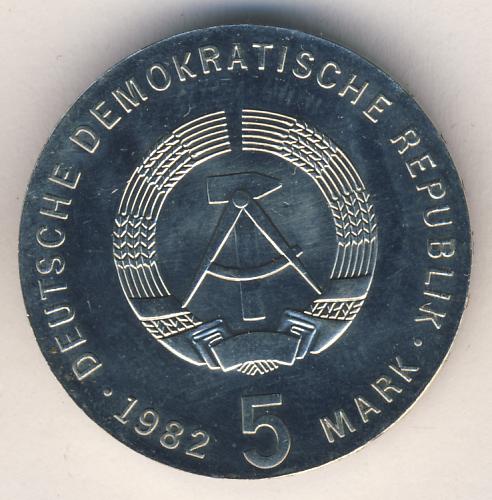 DEUTSCHE DEMOKRATISCHE REPUBLIK
· 1982 5 MARK ·